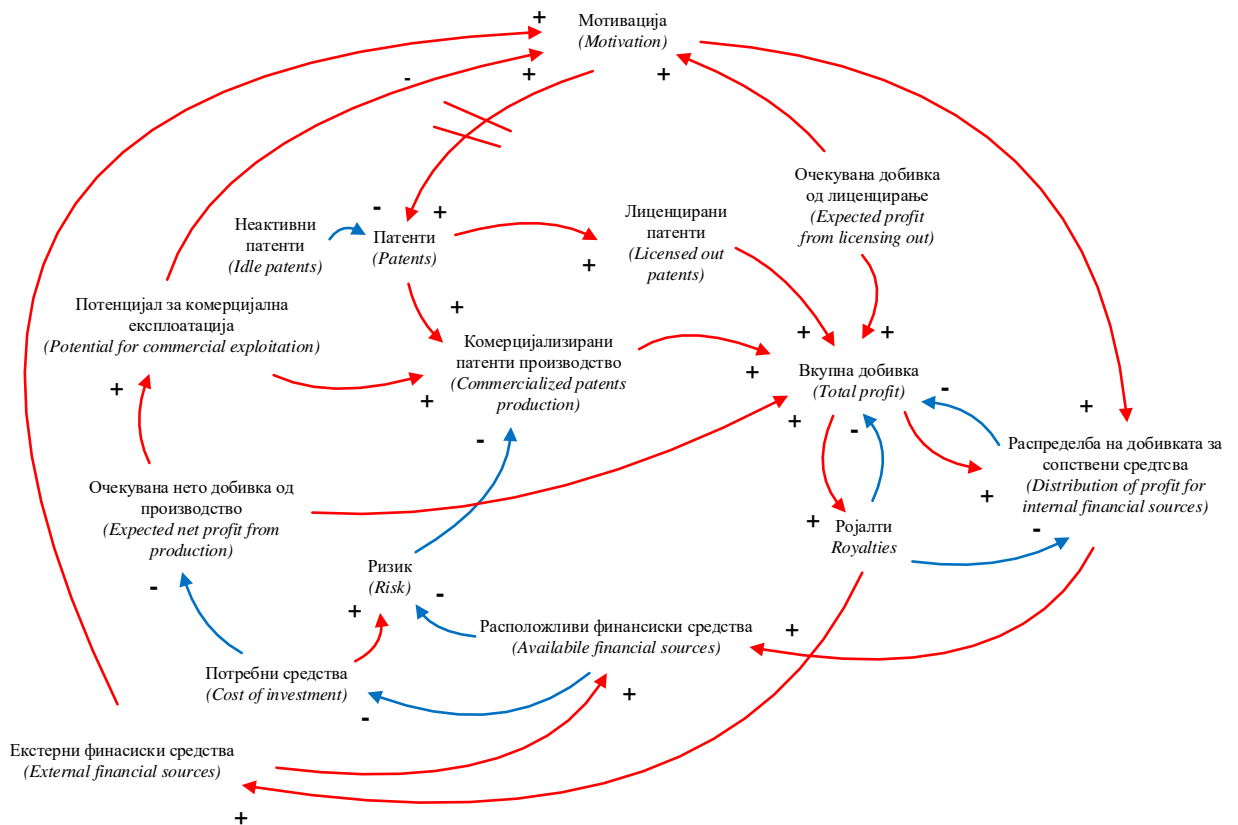 +
Мотивација
(Motivation)
-
+
+
Очекувана добивка
од лиценцирање
(Expected profit
from licensing out)
Неактивни
патенти
(Idle patents)
-
+
Патенти
(Patents)
Лиценцирани
патенти
(Licensed out
patents)
+
Потенцијал за комерцијална
експлоатација
(Potential for commercial exploitation)
+
+
Комерцијализирани
патенти производство
(Commercialized patents
production)
+
-
+
+
+
Вкупна добивка
(Total profit)
+
-
-
+
Распределба на добивката за
сопствени средтсва
(Distribution of profit for
internal financial sources)
+
-
Очекувана нето добивка од
производство
(Expected net profit from
production)
-
+
Ројалти
Royalties
Ризик
(Risk)
+
-
Расположливи финансиски средства
(Availabile financial sources)
+
+
Потребни средства
(Cost of investment)
-
Екстерни финасиски средства
(External financial sources)
+